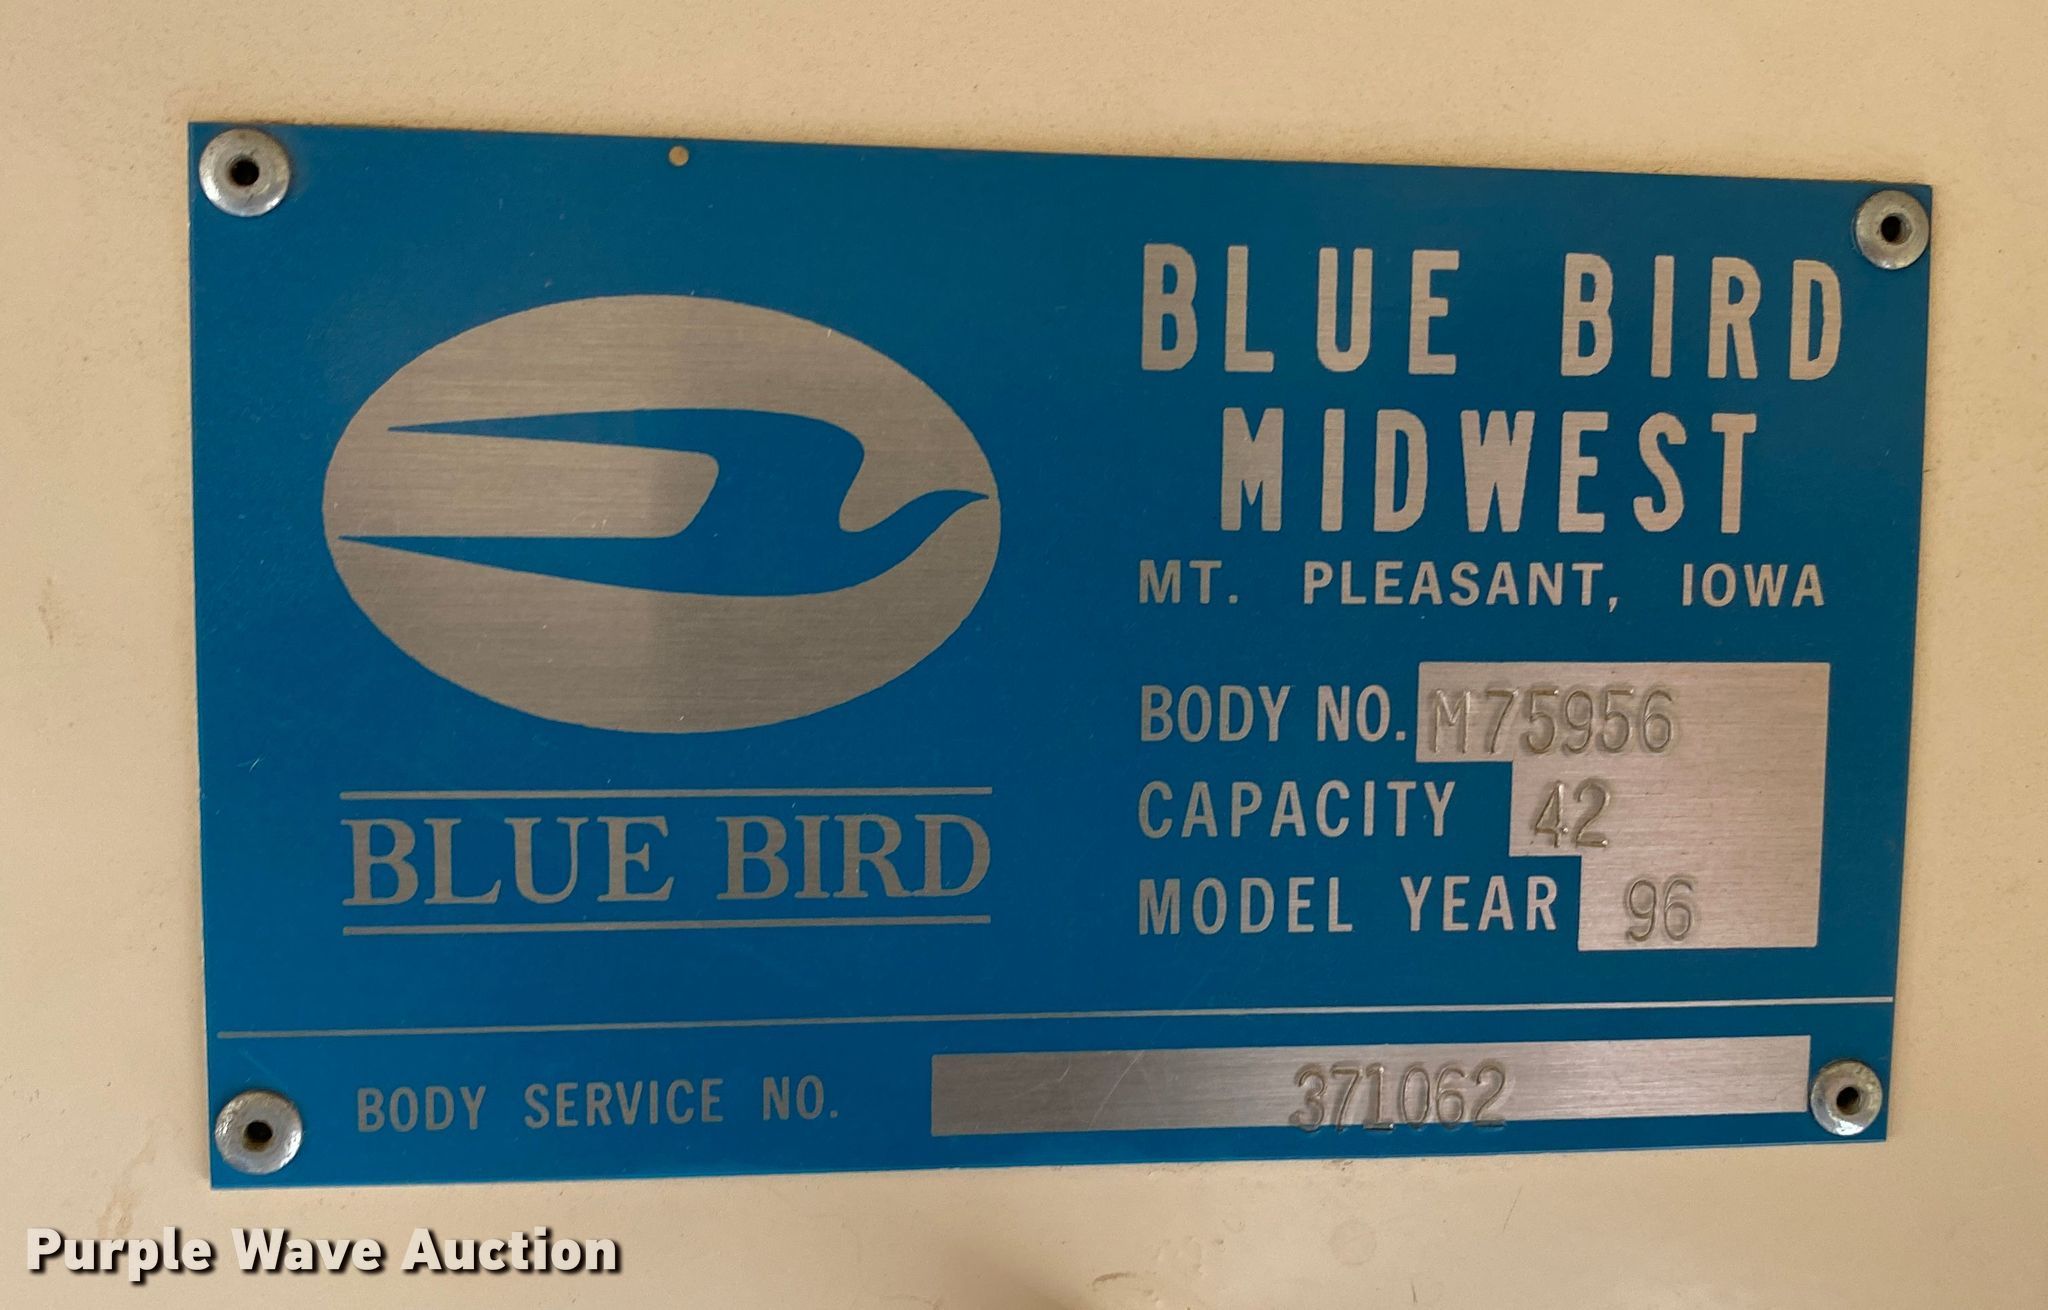 BLUE BIRD
MIDWEST
MT. PLEASANT, IOWA
BODY NO. M75956
CAPACITY 42
MODEL YEAR 96
BLUE BIRD
BODY SERVICE NO. 371062
Purple Wave Auction